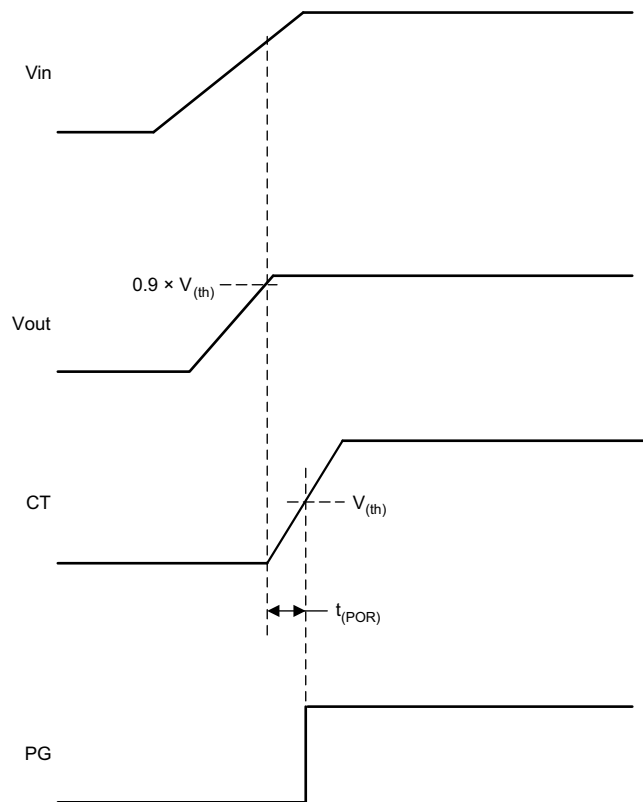 Vin
0.9 × V(th)
Vout
CT
V(th)
t(POR)
PG